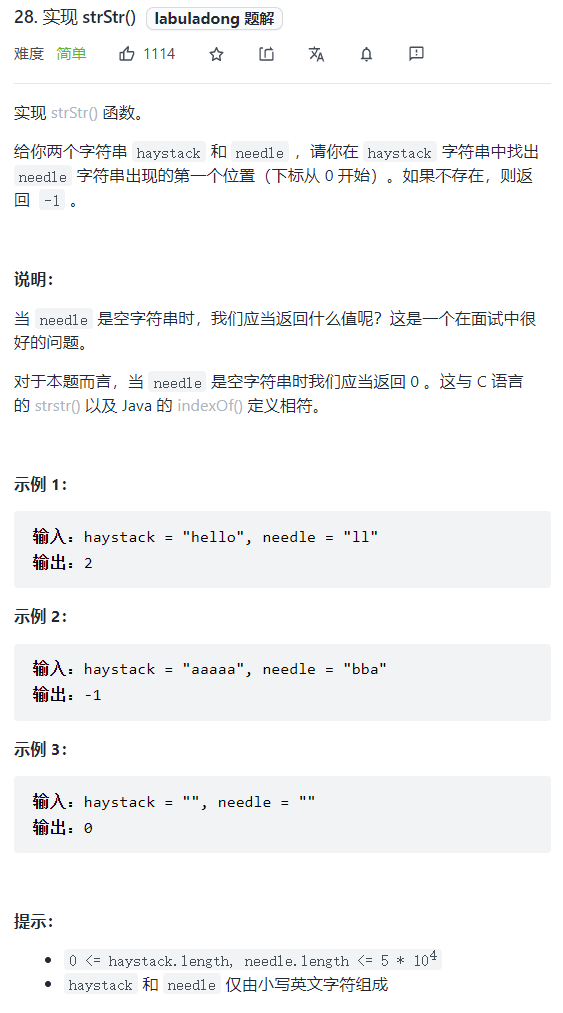 28. 实现 strStr() labuladong 题解
难度 简单 1114
实现 strStr() 函数。
给你两个字符串 haystack 和 needle ，请你在 haystack 字符串中找出
needle 字符串出现的第一个位置（下标从 0 开始）。如果不存在，则返
回 -1 。
说明：
当 needle 是空字符串时，我们应当返回什么值呢？这是一个在面试中很
好的问题。
对于本题而言，当 needle 是空字符串时我们应当返回 0 。这与 C 语言
的 strstr() 以及 Java 的 indexOf() 定义相符。
示例 1：
输入：haystack = "hello", needle = "ll"
输出：2
示例 2：
输入：haystack = "aaaaa", needle = "bba"
输出：-1
示例 3：
输入：haystack = "", needle = ""
输出：0
提示：
• 0 <= haystack.length, needle.length <= 5 * 10⁴
• haystack 和 needle 仅由小写英文字符组成